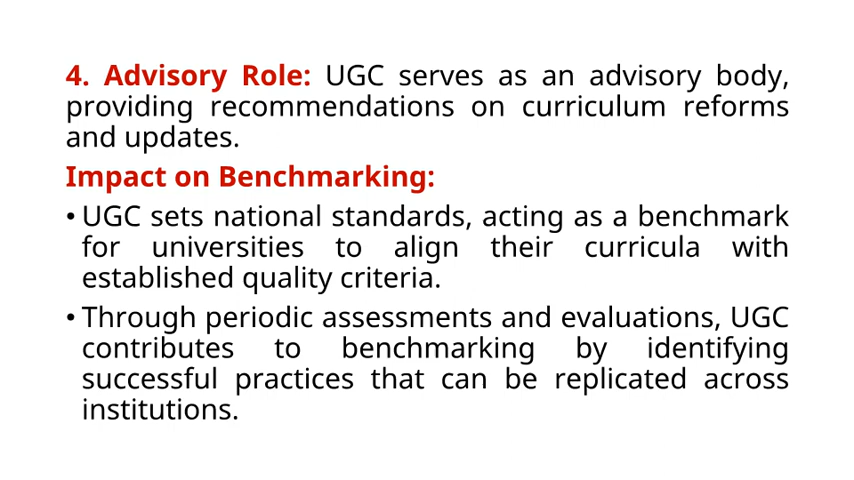 4. Advisory Role: UGC serves as an advisory body,
providing recommendations on curriculum reforms
and updates.
Impact on Benchmarking:
• UGC sets national standards, acting as a benchmark
for universities to align their curricula with
established quality criteria.
• Through periodic assessments and evaluations, UGC
contributes to benchmarking by identifying
successful practices that can be replicated across
institutions.